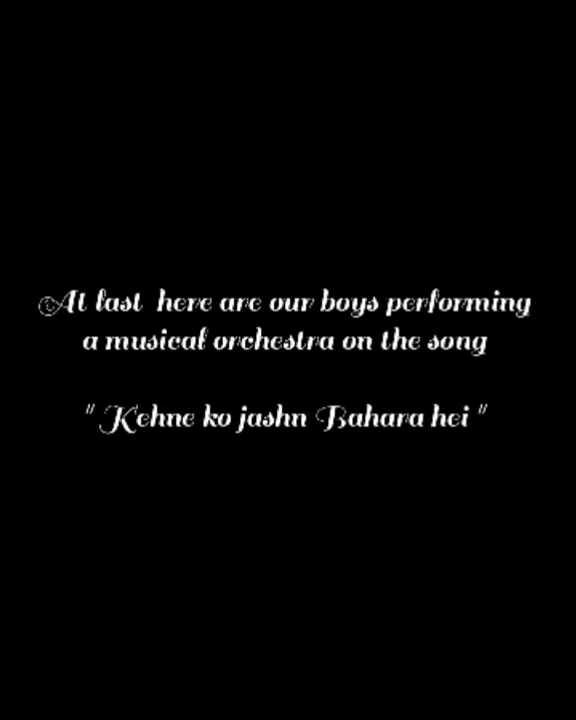 At last here are our boys performing
a musical orchestra on the song
" Kehne ko jashn Bahara hei "